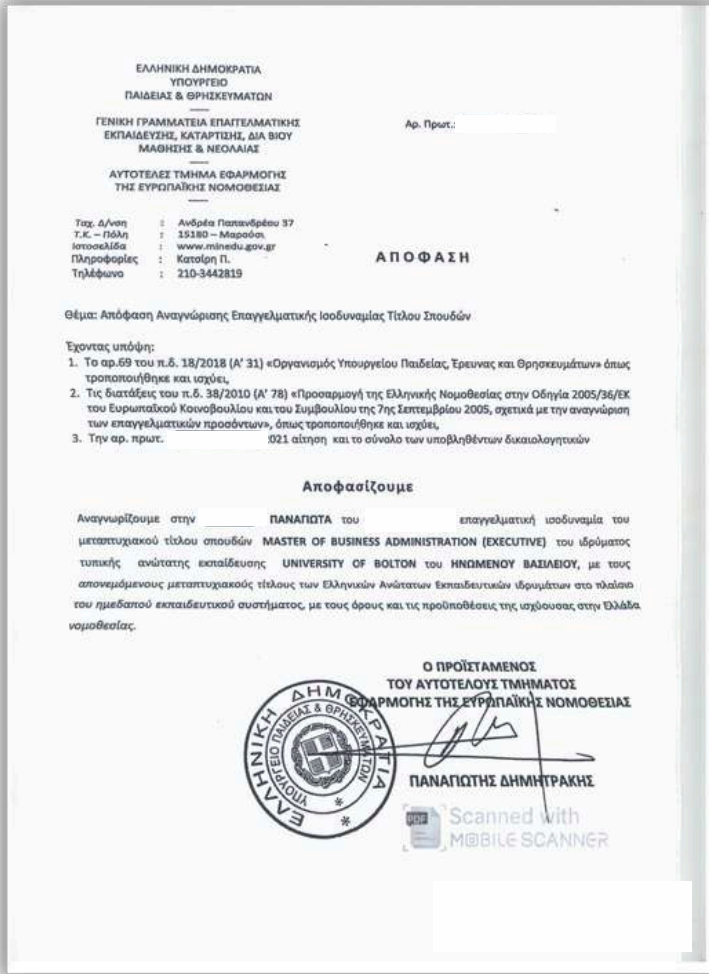 ΕΛΛΗΝΙΚΗ ΔΗΜΟΚΡΑΤΙΑ
ΥΠΟΥΡΓΕΙΟ
ΠΑΙΔΕΙΑΣ & ΘΡΗΣΚΕΥΜΑΤΩΝ
ΓΕΝΙΚΗ ΓΡΑΜΜΑΤΕΙΑ ΕΠΑΓΓΕΛΜΑΤΙΚΗΣ
ΕΚΠΑΙΔΕΥΣΗΣ, ΚΑΤΑΡΤΙΣΗΣ, ΔΙΑ ΒΙΟΥ
ΜΑΘΗΣΗΣ & ΝΕΟΛΑΙΑΣ
ΑΥΤΟΤΕΛΕΣ ΤΜΗΜΑ ΕΦΑΡΜΟΓΗΣ
ΤΗΣ ΕΥΡΩΠΑΪΚΗΣ ΝΟΜΟΘΕΣΙΑΣ
Αρ. Πρωτ.:
Ταχ. Δ/νση : Ανδρέα Παπανδρέου 37
Τ.Κ. – Πόλη : 15180 – Μαρούσι
Ιστοσελίδα : www.minedu.gov.gr
Πληροφορίες : Κατσίρη Π.
Τηλέφωνο : 210-3442819
ΑΠΟΦΑΣΗ
Θέμα: Απόφαση Αναγνώρισης Επαγγελματικής Ισοδυναμίας Τίτλου Σπουδών
Έχοντας υπόψη:
1. Το αρ.69 του π.δ. 18/2018 (Α' 31) «Οργανισμός Υπουργείου Παιδείας, Έρευνας και Θρησκευμάτων» όπως
τροποποιήθηκε και ισχύει,
2. Τις διατάξεις του π.δ. 38/2010 (Α' 78) «Προσαρμογή της Ελληνικής Νομοθεσίας στην Οδηγία 2005/36/ΕΚ
του Ευρωπαϊκού Κοινοβουλίου και του Συμβουλίου της 7ης Σεπτεμβρίου 2005, σχετικά με την αναγνώριση
των επαγγελματικών προσόντων», όπως τροποποιήθηκε και ισχύει,
3. Την αρ. πρωτ. 021 αίτηση και το σύνολο των υποβληθέντων δικαιολογητικών
Αποφασίζουμε
Αναγνωρίζουμε στην ΠΑΝΑΓΙΩΤΑ του επαγγελματική ισοδυναμία του
μεταπτυχιακού τίτλου σπουδών MASTER OF BUSINESS ADMINISTRATION (EXECUTIVE) του ιδρύματος
τυπικής ανώτατης εκπαίδευσης UNIVERSITY OF BOLTON του ΗΝΩΜΕΝΟΥ ΒΑΣΙΛΕΙΟΥ, με τους
απονεμόμενους μεταπτυχιακούς τίτλους των Ελληνικών Ανώτατων Εκπαιδευτικών ιδρυμάτων στο πλαίσιο
του ημεδαπού εκπαιδευτικού συστήματος, με τους όρους και τις προϋποθέσεις της ισχύουσας στην Ελλάδα
νομοθεσίας.
Ο ΠΡΟΪΣΤΑΜΕΝΟΣ
ΤΟΥ ΑΥΤΟΤΕΛΟΥΣ ΤΜΗΜΑΤΟΣ
ΕΦΑΡΜΟΓΗΣ ΤΗΣ ΕΥΡΩΠΑΪΚΗΣ ΝΟΜΟΘΕΣΙΑΣ
ΕΛΛΗΝΙΚΗ ΔΗΜΟΚΡΑΤΙΑ
ΥΠΟΥΡΓΕΙΟ ΠΑΙΔΕΙΑΣ & ΘΡΗΣΚΕΥΜΑΤΩΝ
ΠΑΝΑΓΙΩΤΗΣ ΔΗΜΗΤΡΑΚΗΣ
PDF
Scanned with
MOBILE SCANNER